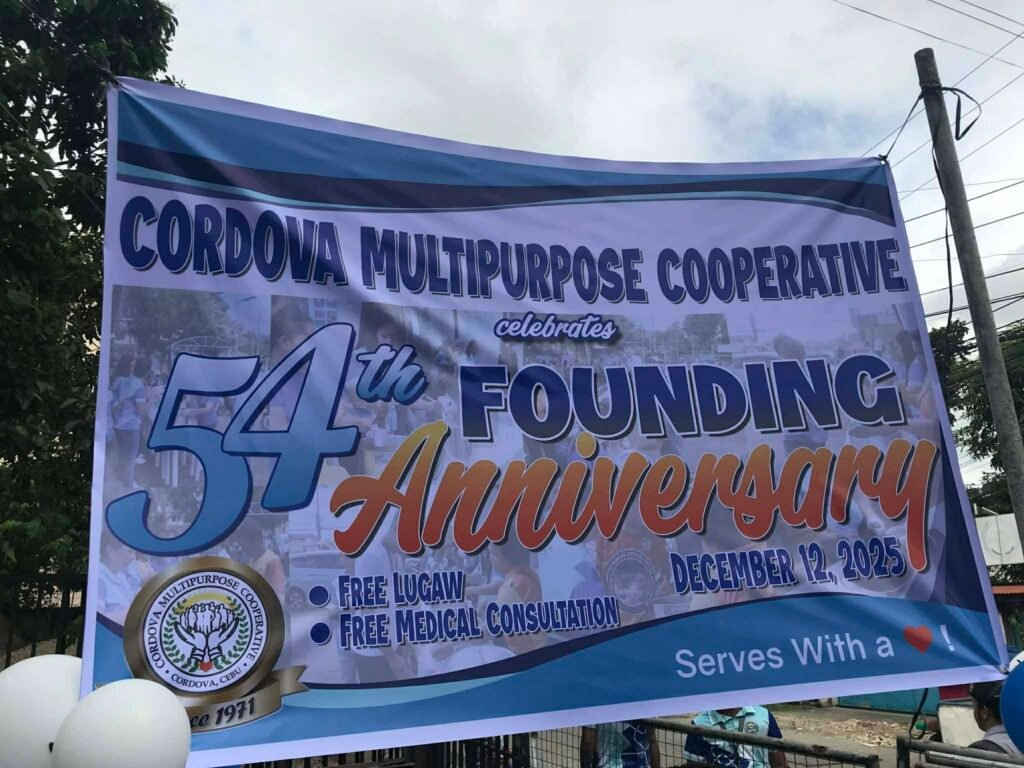 CORDOVA MULTIPURPOSE COOPERATIVE
celebrates
54th FOUNDING
Anniversary
DECEMBER 12, 2025
• FREE LUGAW
• FREE MEDICAL CONSULTATION
CORDOVA MULTIPURPOSE COOPERATIVE
• CORDOVA, CEBU •
ce 1971
Serves With a ❤ !